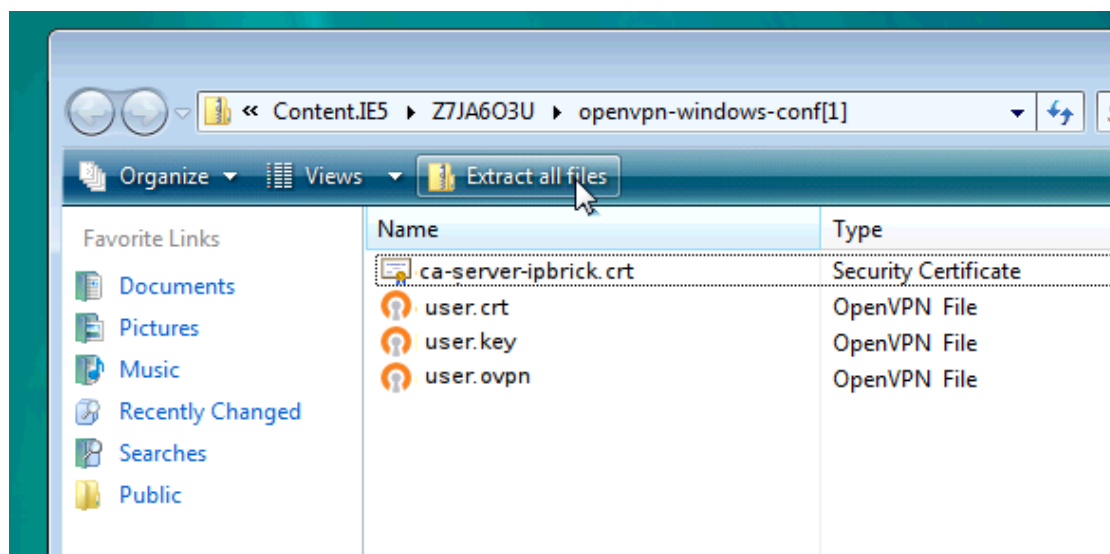 « Content.IE5 ▸ Z7JA6O3U ▸ openvpn-windows-conf[1]
Organize Views Extract all files
Favorite Links
Documents
Pictures
Music
Recently Changed
Searches
Public
Name Type
ca-server-ipbrick.crt Security Certificate
user.crt OpenVPN File
user.key OpenVPN File
user.ovpn OpenVPN File